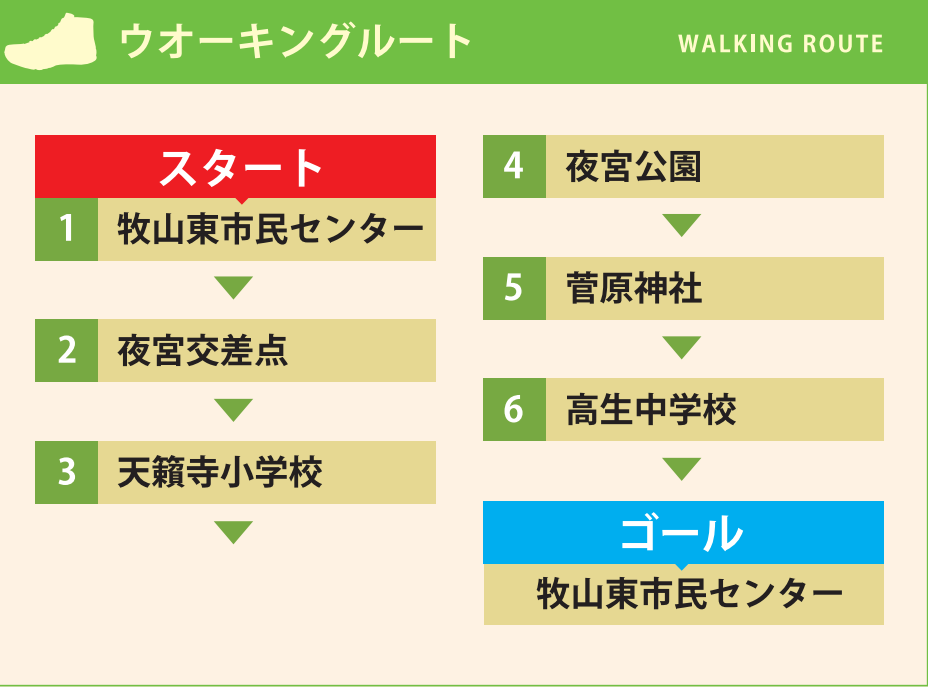 ウオーキングルート
WALKING ROUTE
スタート
1 牧山東市民センター
2 夜宮交差点
3 天籟寺小学校
4 夜宮公園
5 菅原神社
6 高生中学校
ゴール
牧山東市民センター